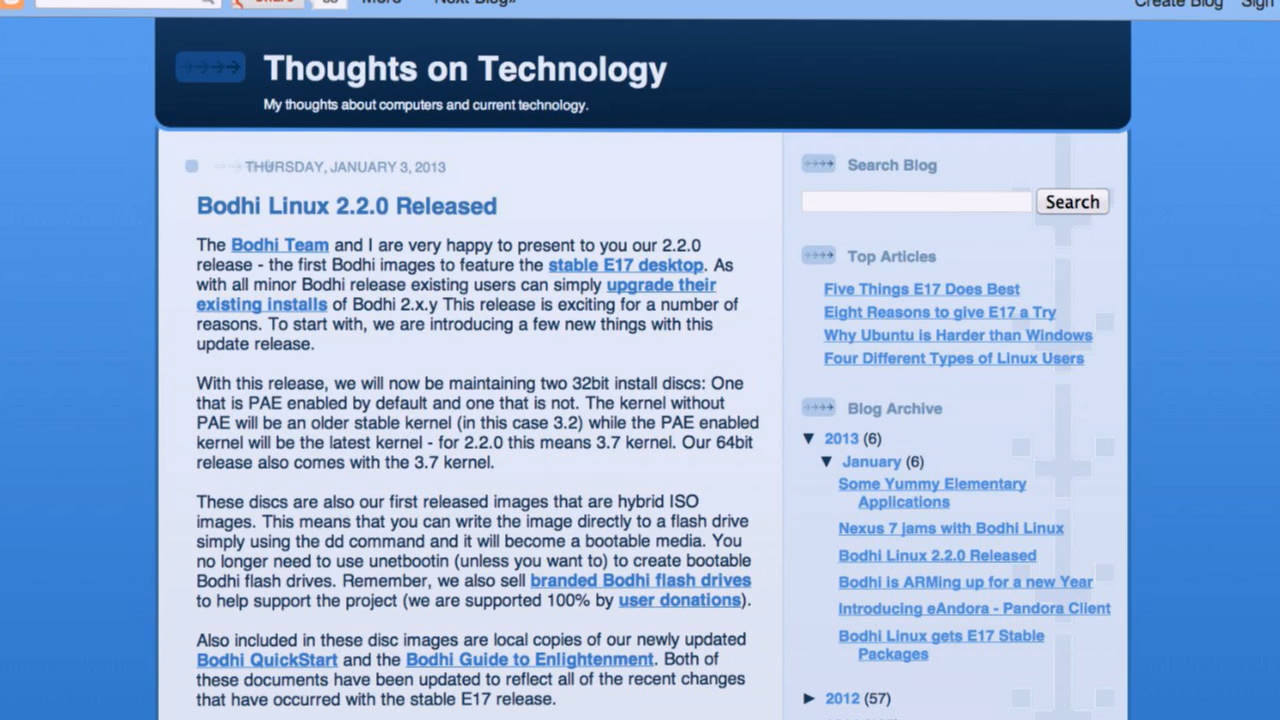 More Next Blog»
Create Blog Sign
Thoughts on Technology
My thoughts about computers and current technology.
THURSDAY, JANUARY 3, 2013
Bodhi Linux 2.2.0 Released
The Bodhi Team and I are very happy to present to you our 2.2.0
release - the first Bodhi images to feature the stable E17 desktop. As
with all minor Bodhi release existing users can simply upgrade their
existing installs of Bodhi 2.x.y This release is exciting for a number of
reasons. To start with, we are introducing a few new things with this
update release.
With this release, we will now be maintaining two 32bit install discs: One
that is PAE enabled by default and one that is not. The kernel without
PAE will be an older stable kernel (in this case 3.2) while the PAE enabled
kernel will be the latest kernel - for 2.2.0 this means 3.7 kernel. Our 64bit
release also comes with the 3.7 kernel.
These discs are also our first released images that are hybrid ISO
images. This means that you can write the image directly to a flash drive
simply using the dd command and it will become a bootable media. You
no longer need to use unetbootin (unless you want to) to create bootable
Bodhi flash drives. Remember, we also sell branded Bodhi flash drives
to help support the project (we are supported 100% by user donations).
Also included in these disc images are local copies of our newly updated
Bodhi QuickStart and the Bodhi Guide to Enlightenment. Both of
these documents have been updated to reflect all of the recent changes
that have occurred with the stable E17 release.
Search Blog
Search
Top Articles
Five Things E17 Does Best
Eight Reasons to give E17 a Try
Why Ubuntu is Harder than Windows
Four Different Types of Linux Users
Blog Archive
▼ 2013 (6)
▼ January (6)
Some Yummy Elementary
Applications
Nexus 7 jams with Bodhi Linux
Bodhi Linux 2.2.0 Released
Bodhi is ARMing up for a new Year
Introducing eAndora - Pandora Client
Bodhi Linux gets E17 Stable
Packages
► 2012 (57)